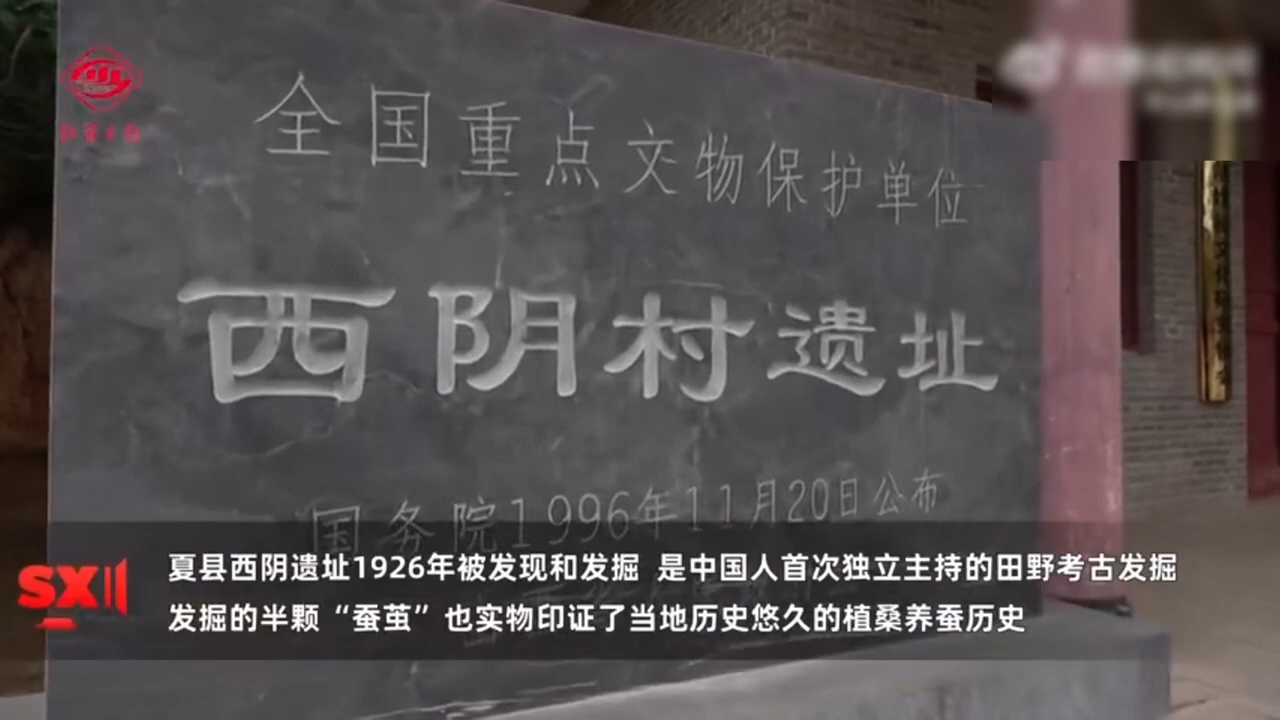 全国重点文物保护单位
西阴村遗址
国务院1996年11月20日公布
SX
夏县西阴遗址1926年被发现和发掘 是中国人首次独立主持的田野考古发掘
发掘的半颗“蚕茧”也实物印证了当地历史悠久的植桑养蚕历史